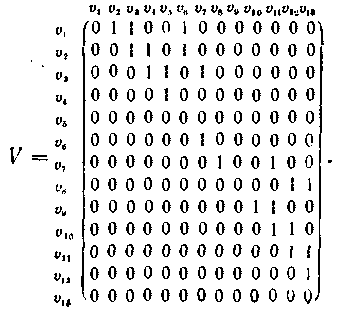 v₁ v₂ v₃ v₄ v₅ v₆ v₇ v₈ v₉ v₁₀ v₁₁ v₁₂ v₁₃
v₁ 0 1 1 0 0 1 0 0 0 0 0 0 0
v₂ 0 0 1 1 0 1 0 0 0 0 0 0 0
v₃ 0 0 0 1 1 0 1 0 0 0 0 0 0
v₄ 0 0 0 0 1 0 0 0 0 0 0 0 0
v₅ 0 0 0 0 0 0 0 0 0 0 0 0 0
v₆ 0 0 0 0 0 0 1 0 0 0 0 0 0
V = v₇ 0 0 0 0 0 0 0 1 0 0 1 0 0 .
v₈ 0 0 0 0 0 0 0 0 0 0 0 1 1
v₉ 0 0 0 0 0 0 0 0 0 1 1 0 0
v₁₀ 0 0 0 0 0 0 0 0 0 0 1 1 0
v₁₁ 0 0 0 0 0 0 0 0 0 0 0 1 1
v₁₂ 0 0 0 0 0 0 0 0 0 0 0 0 1
v₁₃ 0 0 0 0 0 0 0 0 0 0 0 0 0